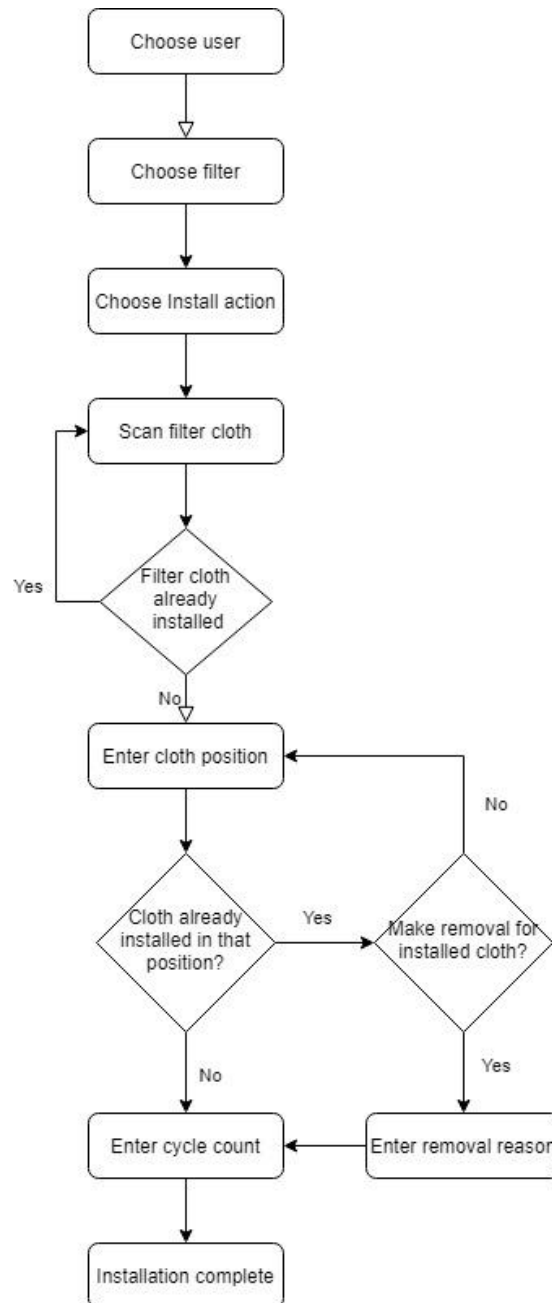 Choose user
Choose filter
Choose Install action
Scan filter cloth
Filter cloth
already
installed
Yes
No
Enter cloth position
No
Cloth already
installed in that
position?
Yes
Make removal for
installed cloth?
No
Yes
Enter cycle count
Enter removal reason
Installation complete